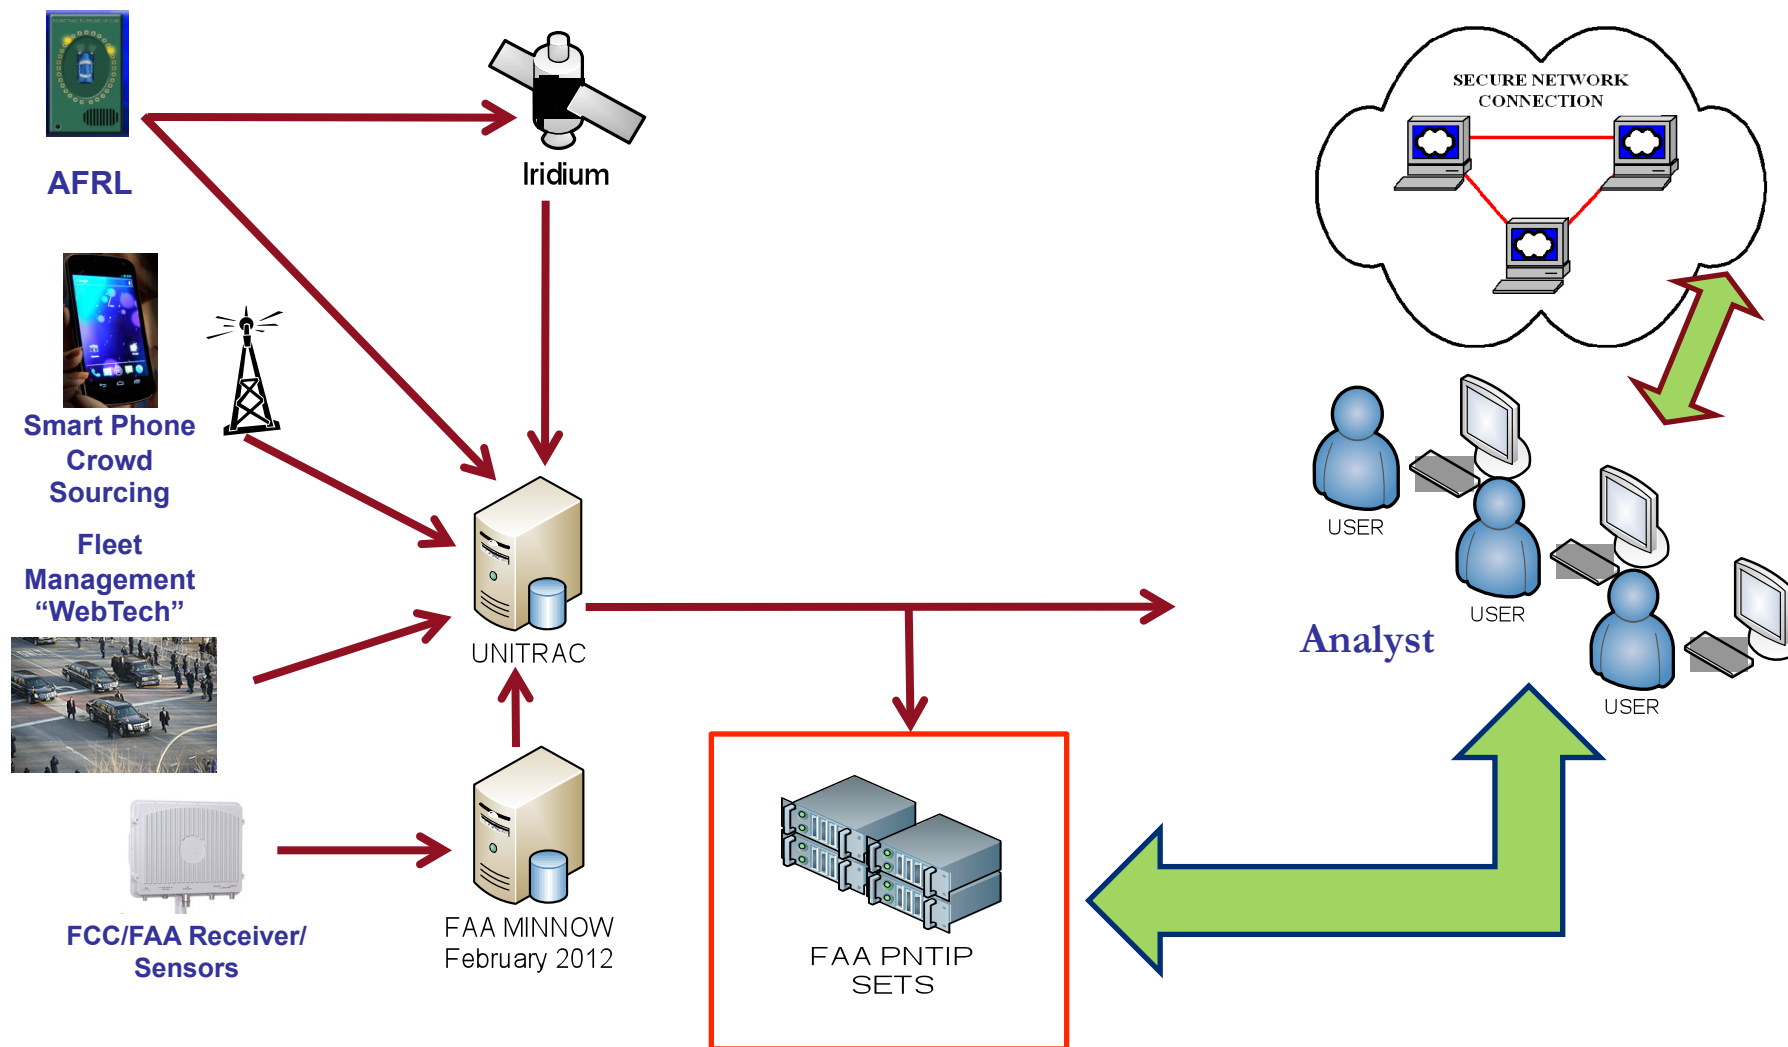 SECURE NETWORK
CONNECTION
AFRL
Iridium
Smart Phone
Crowd
Sourcing
Fleet
Management
“WebTech”
USER
USER
USER
Analyst
UNITRAC
FCC/FAA Receiver/
Sensors
FAA MINNOW
February 2012
FAA PNTIP
SETS